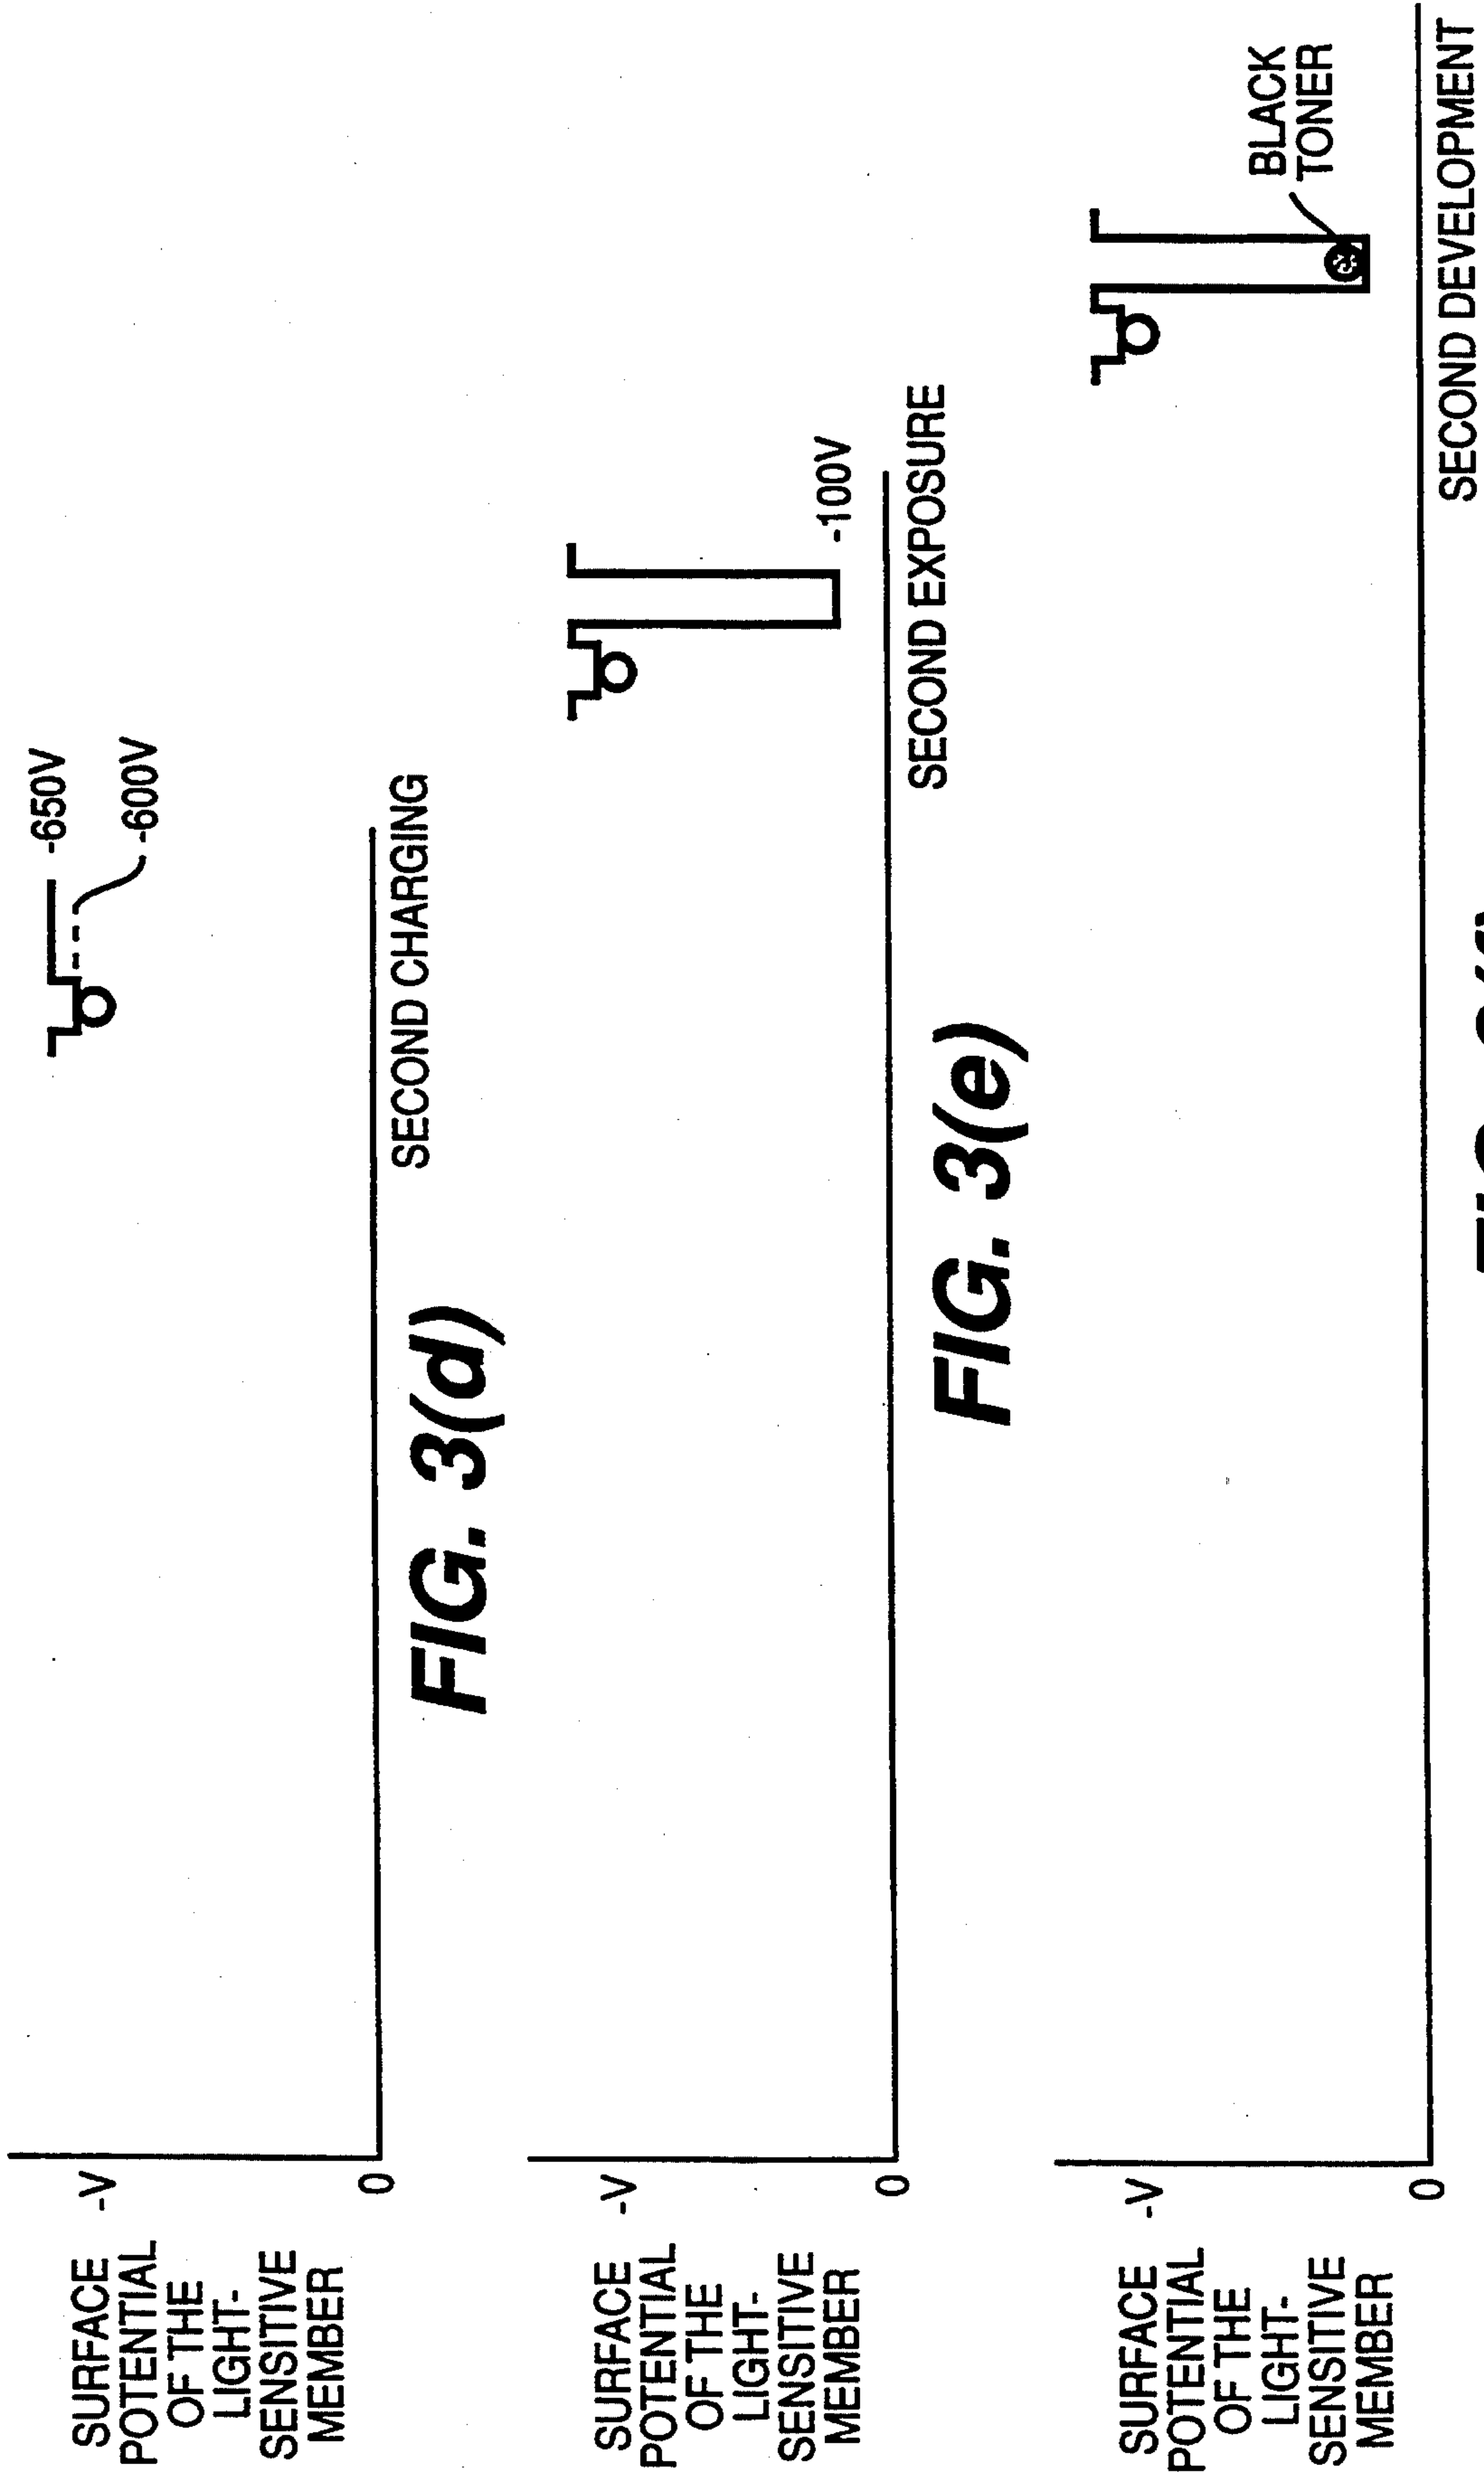 SURFACE
POTENTIAL
OF THE
LIGHT-
SENSITIVE
MEMBER
-V
0
-650V
-600V
SECOND CHARGING
FIG. 3(d)
SURFACE
POTENTIAL
OF THE
LIGHT-
SENSITIVE
MEMBER
-V
0
-100V
SECOND EXPOSURE
FIG. 3(e)
SURFACE
POTENTIAL
OF THE
LIGHT-
SENSITIVE
MEMBER
-V
0
BLACK
TONER
SECOND DEVELOPMENT